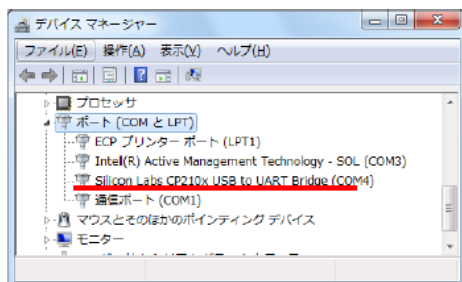 デバイス マネージャー
ファイル(F) 操作(A) 表示(V) ヘルプ(H)
プロセッサ
ポート (COM と LPT)
ECP プリンター ポート (LPT1)
Intel(R) Active Management Technology - SOL (COM3)
Silicon Labs CP210x USB to UART Bridge (COM4)
通信ポート (COM1)
マウスとそのほかのポインティング デバイス
モニター